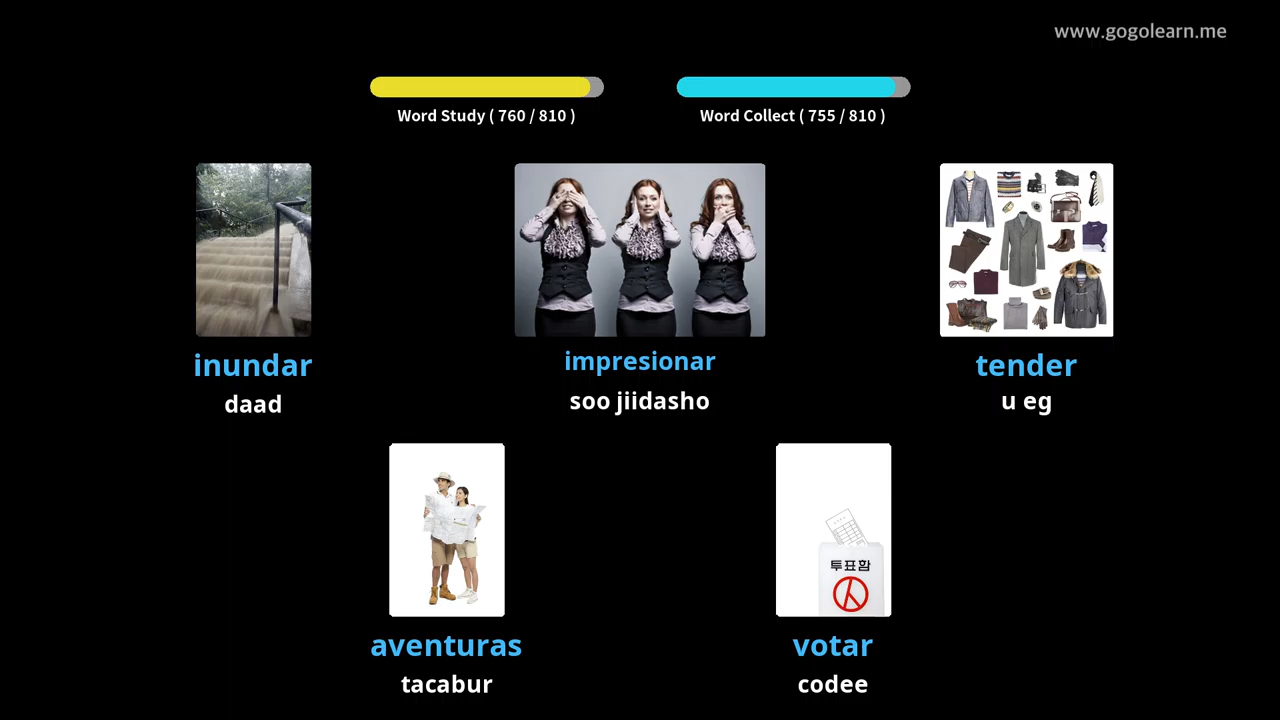 www.gogolearn.me
Word Study ( 760 / 810 )
Word Collect ( 755 / 810 )
inundar
daad
impresionar
soo jiidasho
tender
u eg
aventuras
tacabur
투표함
votar
codee